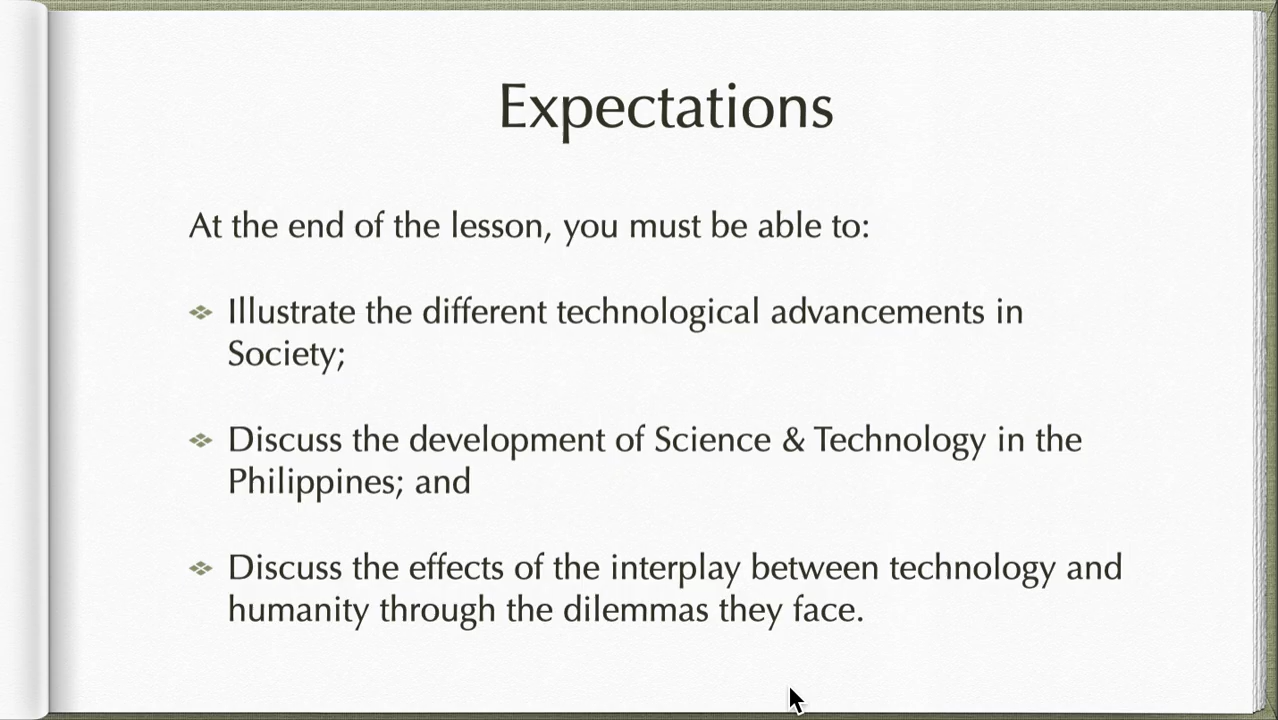 Expectations
At the end of the lesson, you must be able to:
Illustrate the different technological advancements in
Society;
Discuss the development of Science & Technology in the
Philippines; and
Discuss the effects of the interplay between technology and
humanity through the dilemmas they face.